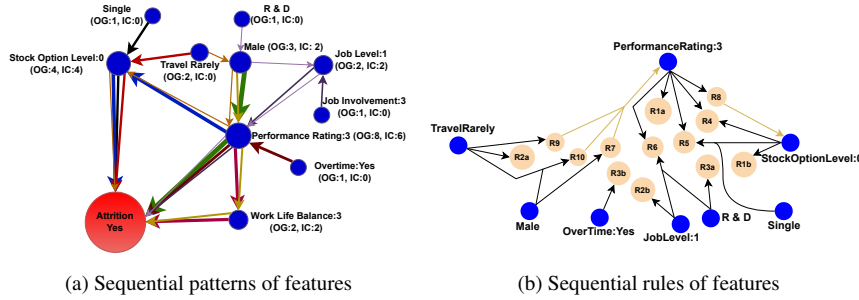 Single
(OG:1, IC:0)
R & D
(OG:1, IC:0)
Stock Option Level:0
(OG:4, IC:4)
Travel Rarely
(OG:2, IC:0)
Male (OG:3, IC: 2)
Job Level:1
(OG:2, IC:2)
Job Involvement:3
(OG:1, IC:0)
Performance Rating:3 (OG:8, IC:6)
Overtime:Yes
(OG:1, IC:0)
Attrition
Yes
Work Life Balance:3
(OG:2, IC:2)
(a) Sequential patterns of features
PerformanceRating:3
R1a
R8
R4
TravelRarely
R9
R2a
R10
R7
R6
R5
StockOptionLevel:0
R3b
R3a
R1b
R2b
Male
OverTime:Yes
JobLevel:1
R & D
Single
(b) Sequential rules of features